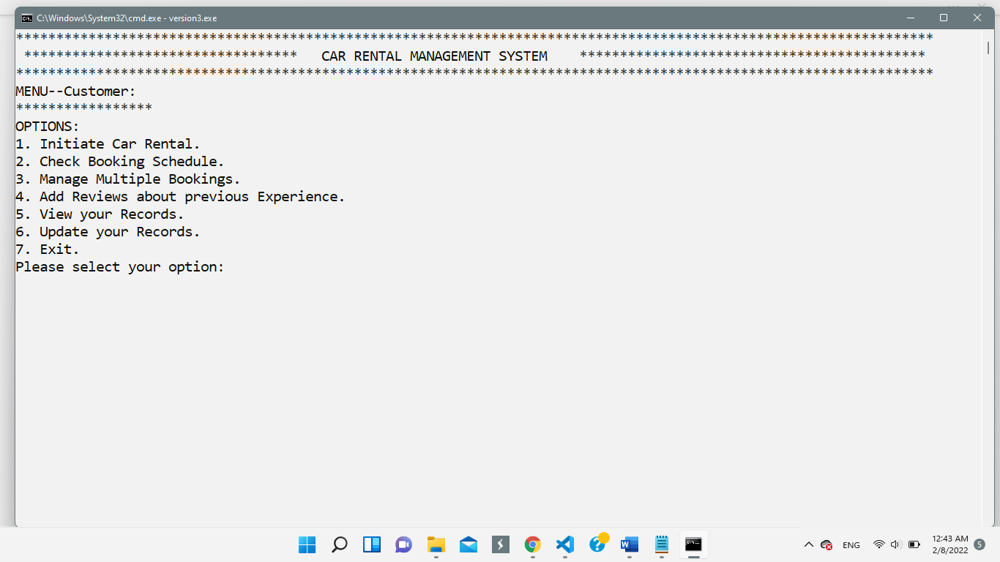 C:\Windows\System32\cmd.exe - version3.exe
******************************************************************************************************************
********************************** CAR RENTAL MANAGEMENT SYSTEM *******************************************
******************************************************************************************************************
MENU--Customer:
*****************
OPTIONS:
1. Initiate Car Rental.
2. Check Booking Schedule.
3. Manage Multiple Bookings.
4. Add Reviews about previous Experience.
5. View your Records.
6. Update your Records.
7. Exit.
Please select your option:
ENG
12:43 AM
2/8/2022
5